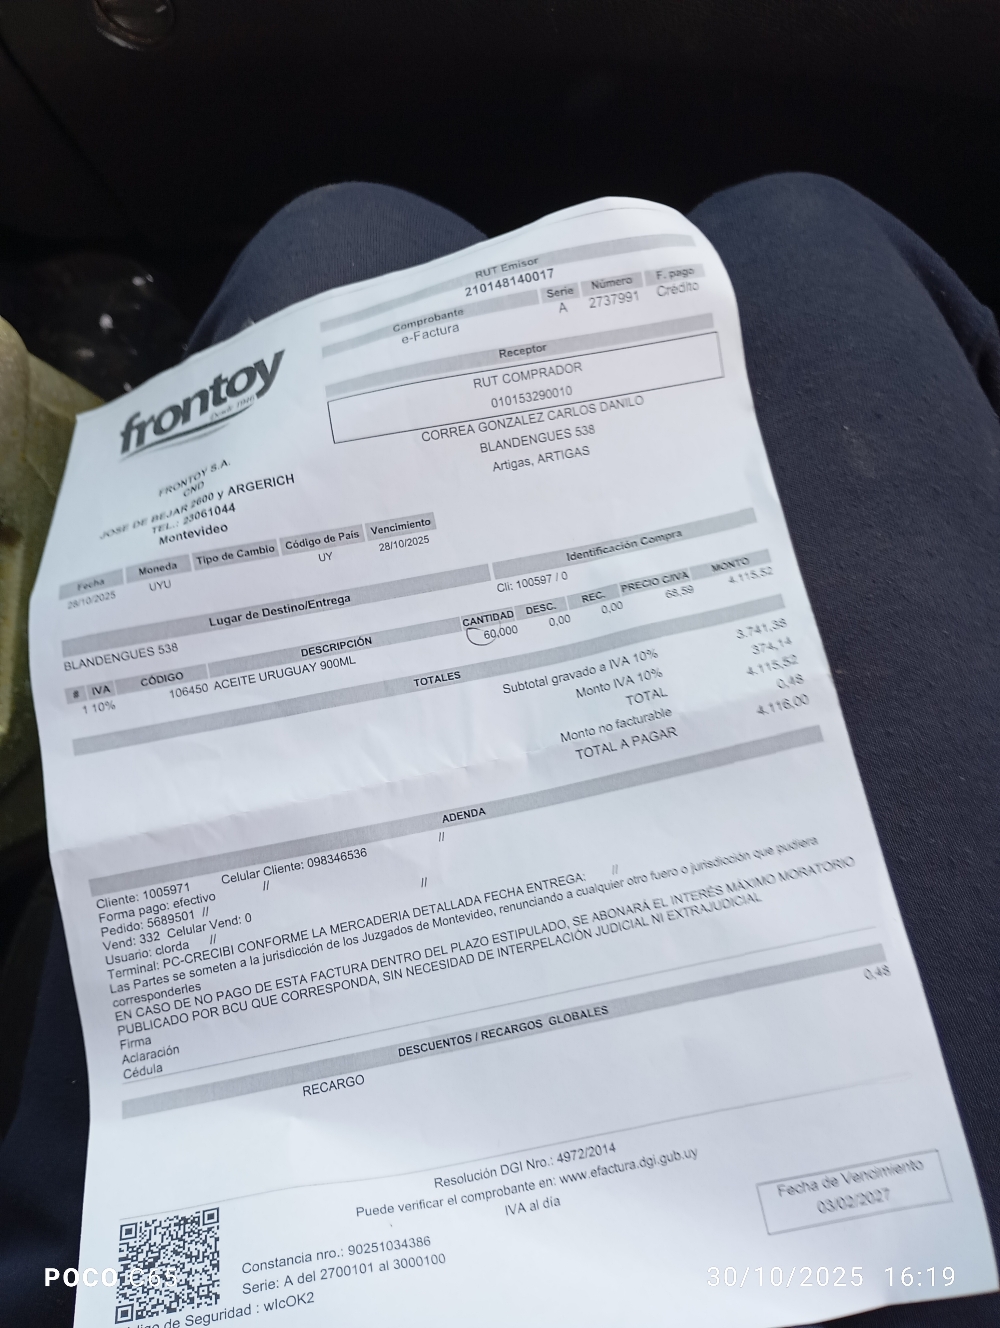 RUT Emisor
210148140017
Comprobante Serie Número F. pago
e-Factura A 2737991 Crédito
Receptor
RUT COMPRADOR
010153290010
CORREA GONZALEZ CARLOS DANILO
BLANDENGUES 538
Artigas, ARTIGAS
frontoy
Desde 1946
FRONTOY S.A.
CND
JOSE DE BEJAR 2600 y ARGERICH
TEL.: 23061044
Montevideo
Fecha Moneda Tipo de Cambio Código de País Vencimiento
28/10/2025 UYU UY 28/10/2025
Lugar de Destino/Entrega Identificación Compra
BLANDENGUES 538 Cli: 100597 / 0
# IVA CÓDIGO DESCRIPCIÓN CANTIDAD DESC. REC. PRECIO C/IVA MONTO
1 10% 106450 ACEITE URUGUAY 900ML 60,000 0,00 0,00 68,59 4.115,52
TOTALES
Subtotal gravado a IVA 10% 3.741,38
Monto IVA 10% 374,14
TOTAL 4.115,52
Monto no facturable 0,48
TOTAL A PAGAR 4.116,00
ADENDA
Cliente: 1005971 Celular Cliente: 098346536 //
Forma pago: efectivo //
Pedido: 5689501 // //
Vend: 332 Celular Vend: 0
Usuario: clorda //
Terminal: PC-CRECIBI CONFORME LA MERCADERIA DETALLADA FECHA ENTREGA: //
Las Partes se someten a la jurisdicción de los Juzgados de Montevideo, renunciando a cualquier otro fuero o jurisdicción que pudiera
corresponderles
EN CASO DE NO PAGO DE ESTA FACTURA DENTRO DEL PLAZO ESTIPULADO, SE ABONARÁ EL INTERÉS MÁXIMO MORATORIO
PUBLICADO POR BCU QUE CORRESPONDA, SIN NECESIDAD DE INTERPELACIÓN JUDICIAL NI EXTRAJUDICIAL
Firma
Aclaración
Cédula
DESCUENTOS / RECARGOS GLOBALES
RECARGO 0,48
Resolución DGI Nro.: 4972/2014
Puede verificar el comprobante en: www.efactura.dgi.gub.uy
IVA al día
Fecha de Vencimiento
03/02/2027
Constancia nro.: 90251034386
Serie: A del 2700101 al 3000100
digo de Seguridad : wIcOK2
POCO C65
30/10/2025 16:19